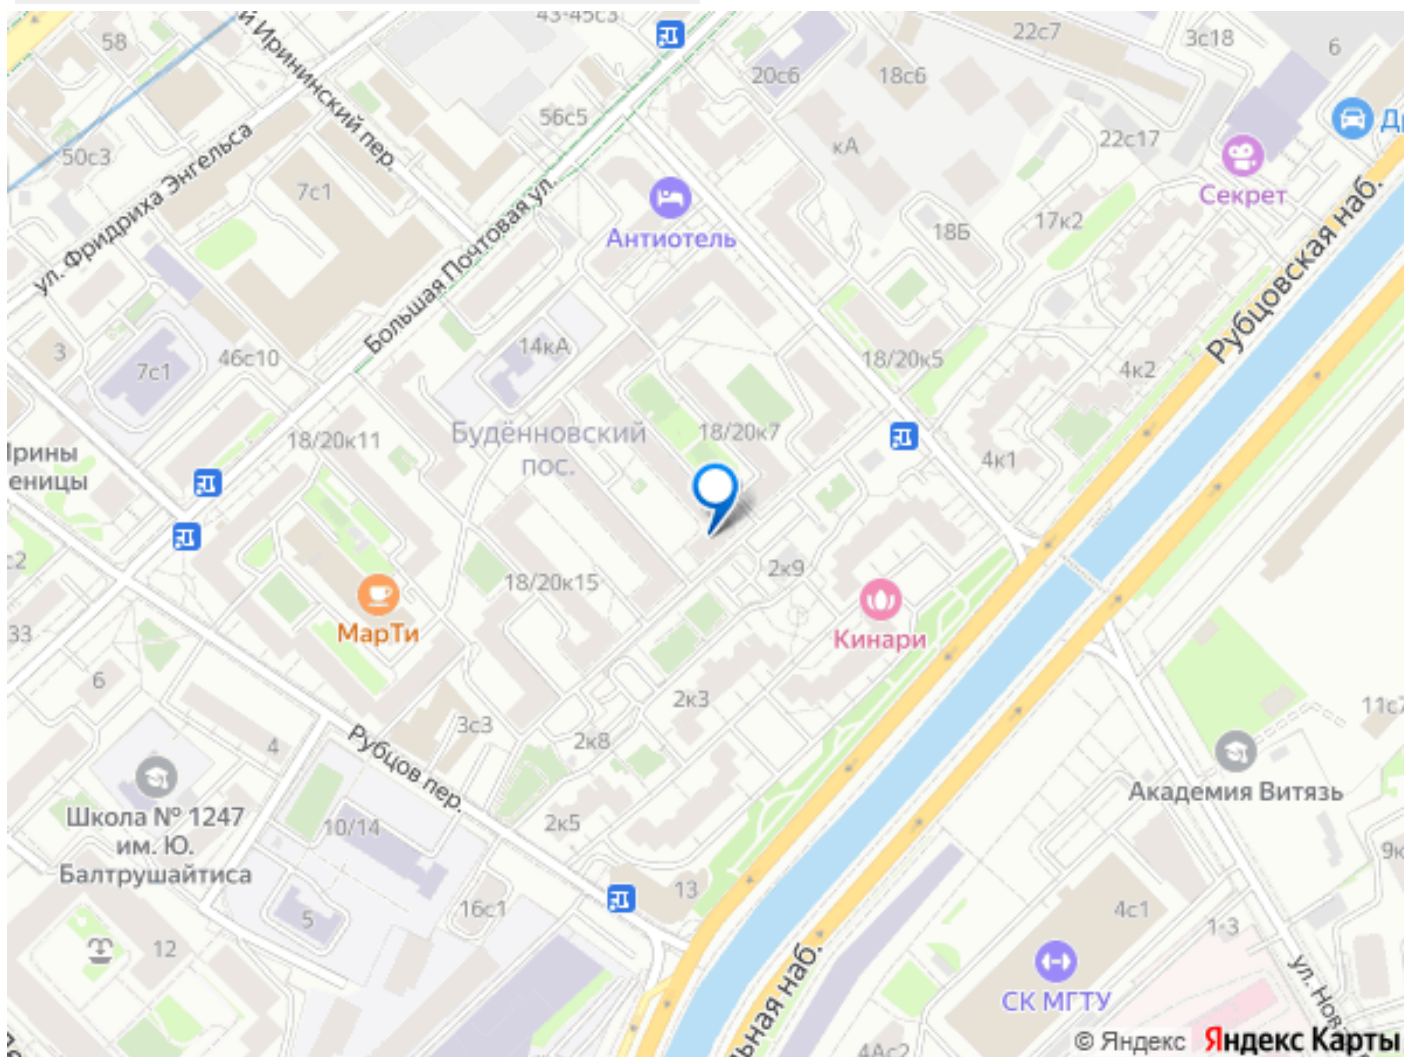 43-45с3
58
й Ирининский пер.
22с7
3с18
6
20с6
18с6
56с5
50с3
ул. Фридриха Энгельса
7с1
кА
22с17
Секрет
Антиотель
17к2
18Б
Большая Почтовая ул.
Рубцовская наб.
3
7с1
46с10
14кА
18/20к5
4к2
18/20к11
Будённовский
пос.
18/20к7
4к1
еницы
18/20к15
2к9
МарТи
Кинари
33
6
2к3
3с3
2к8
4
Рубцов пер.
Академия Витязь
Школа № 1247
им. Ю.
Балтрушайтиса
10/14
2к5
13
16с1
5
12
4с1
1-3
СК МГТУ
ул. Нов
ьная наб.
4Ас2
© Яндекс Яндекс Карты